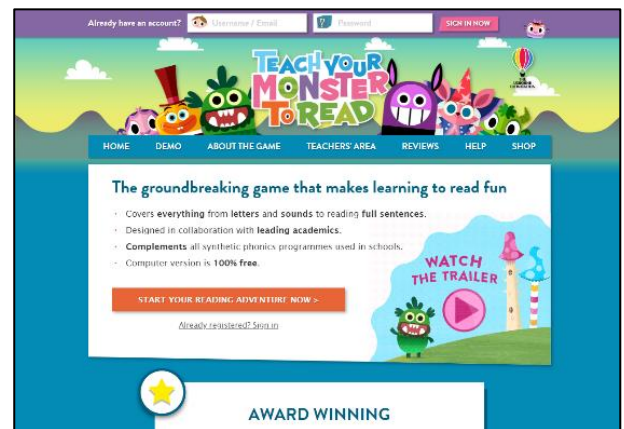 Already have an account?
Username / Email
Password
SIGN IN NOW
TEACH YOUR
MONSTER
TO READ
HOME
DEMO
ABOUT THE GAME
TEACHERS' AREA
REVIEWS
HELP
SHOP
The groundbreaking game that makes learning to read fun
· Covers everything from letters and sounds to reading full sentences.
· Designed in collaboration with leading academics.
· Complements all synthetic phonics programmes used in schools.
· Computer version is 100% free.
START YOUR READING ADVENTURE NOW >
Already registered? Sign in
WATCH
THE TRAILER
AWARD WINNING